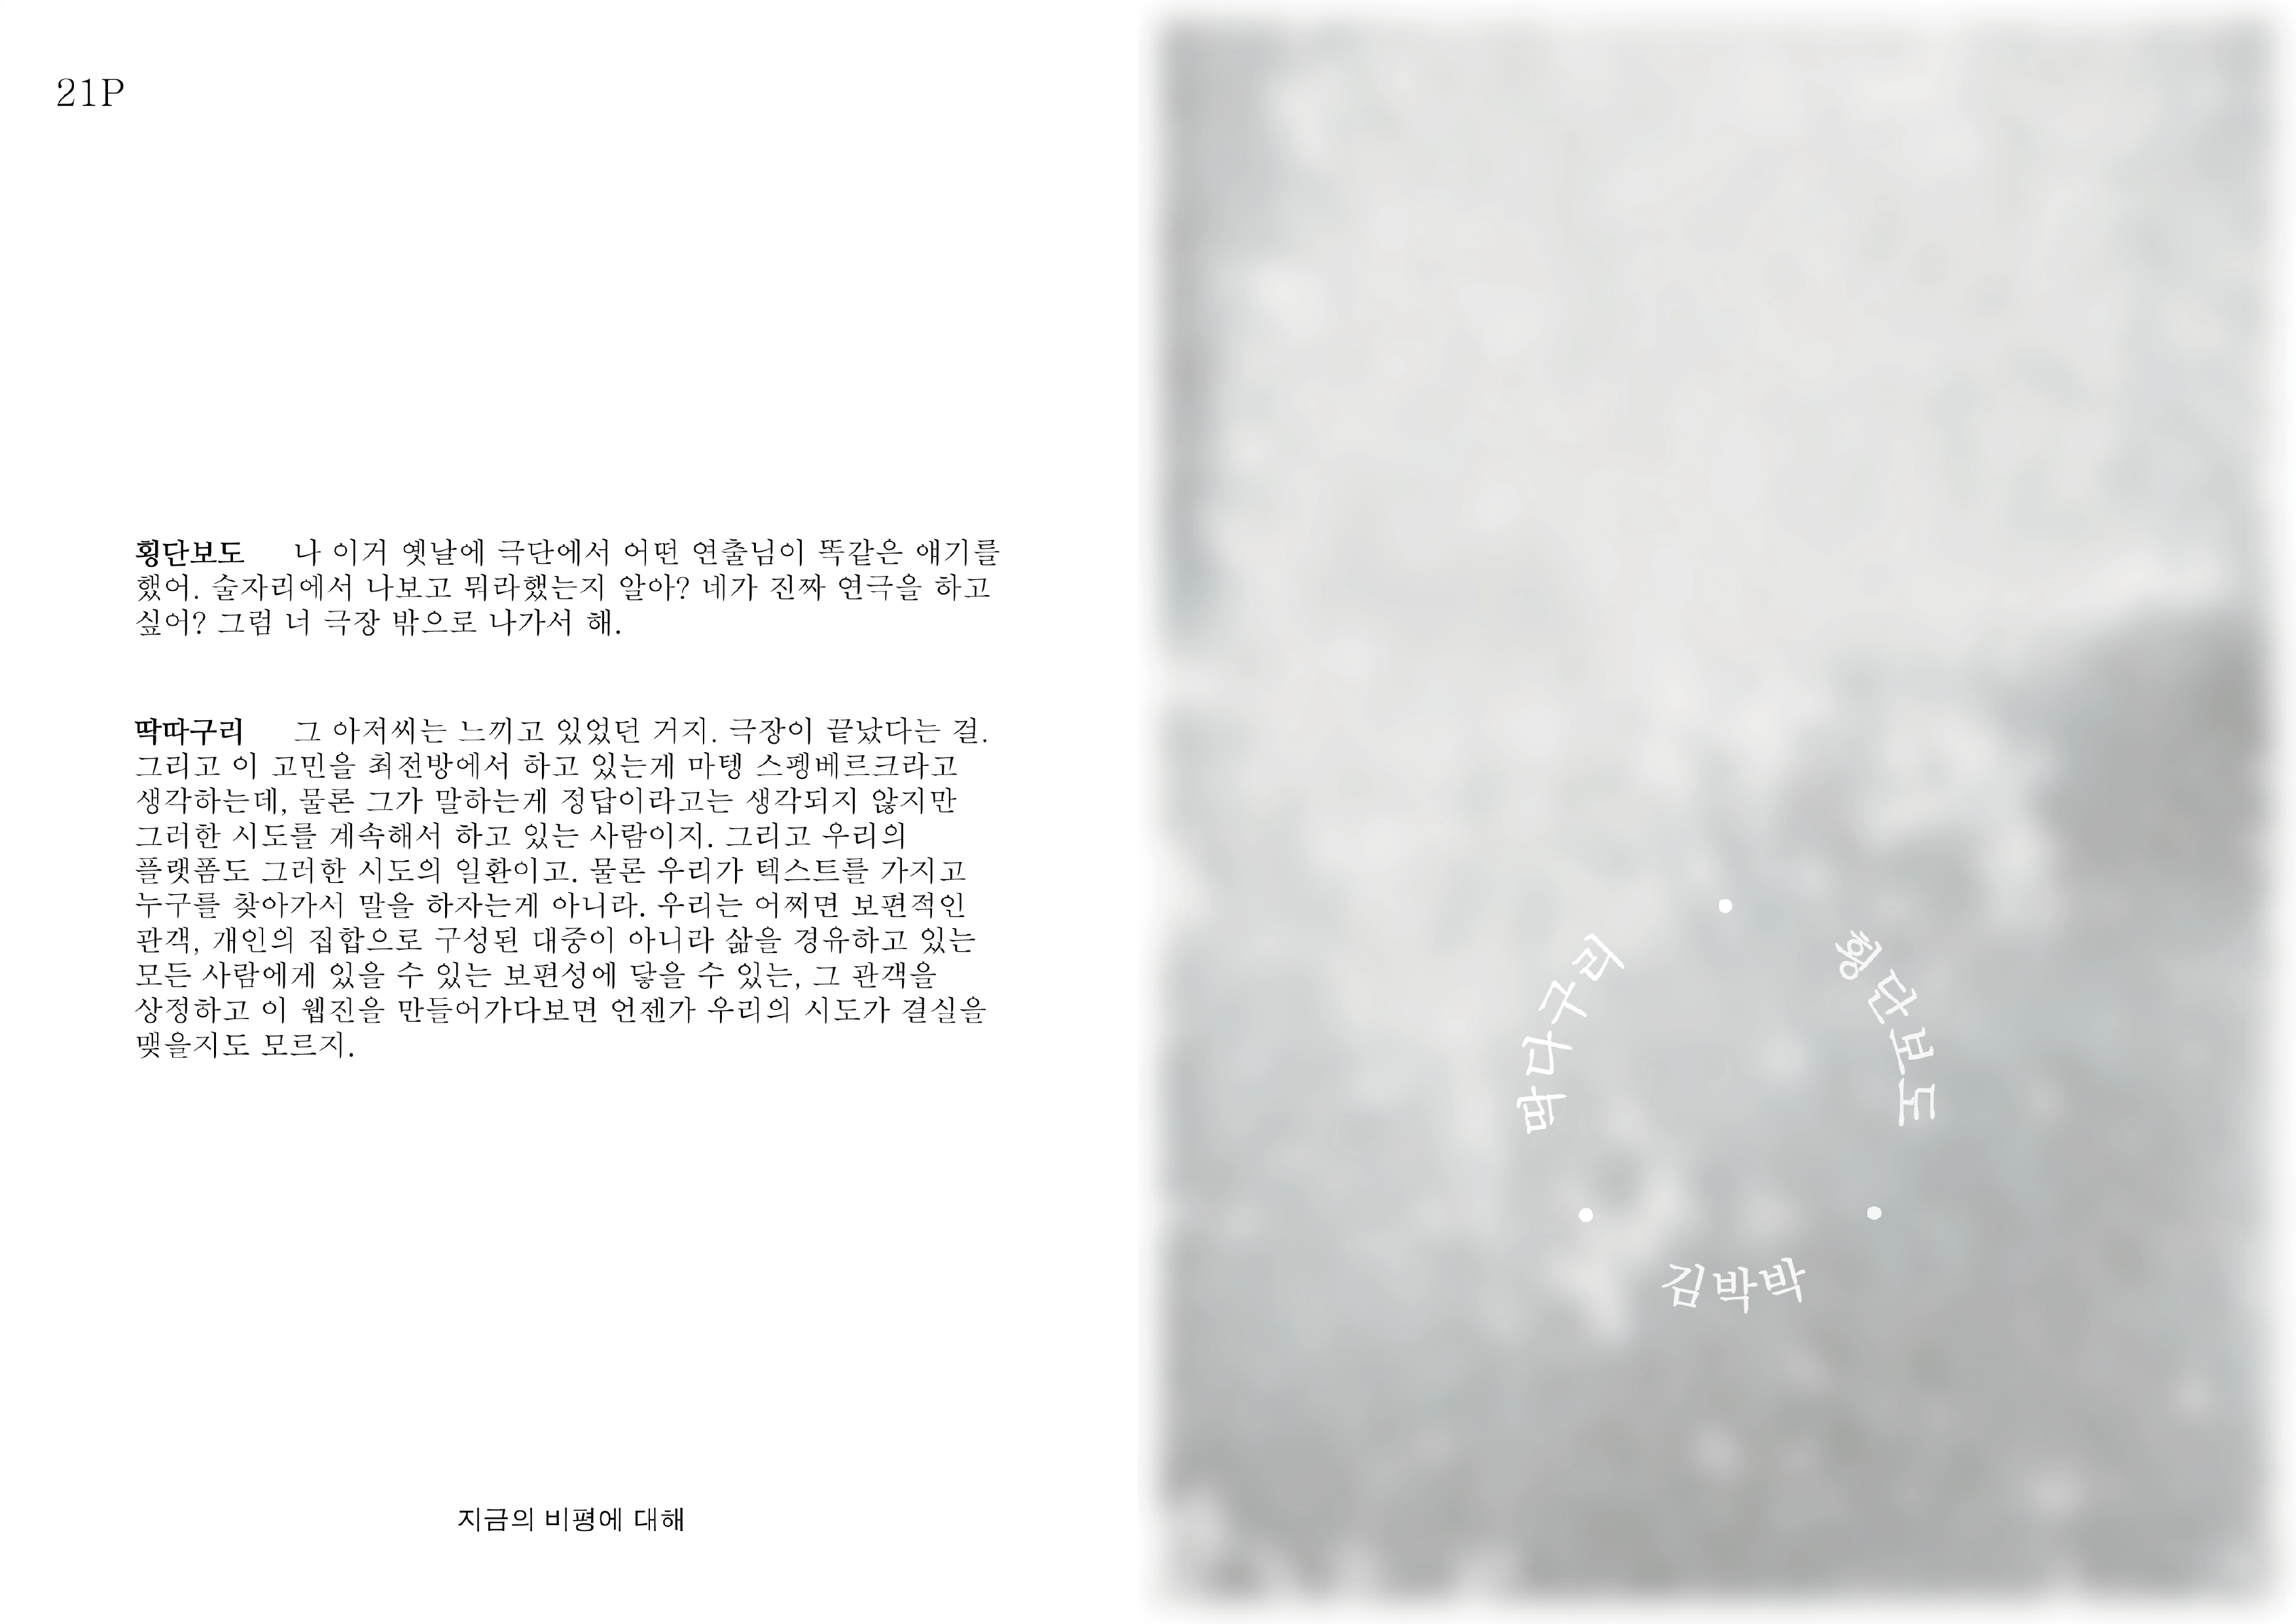 21P
횡단보도 나 이거 옛날에 극단에서 어떤 연출님이 똑같은 얘기를
했어. 술자리에서 나보고 뭐라했는지 알아? 네가 진짜 연극을 하고
싶어? 그럼 너 극장 밖으로 나가서 해.
딱따구리 그 아저씨는 느끼고 있었던 거지. 극장이 끝났다는 걸.
그리고 이 고민을 최전방에서 하고 있는게 마텡 스펭베르크라고
생각하는데, 물론 그가 말하는게 정답이라고는 생각되지 않지만
그러한 시도를 계속해서 하고 있는 사람이지. 그리고 우리의
플랫폼도 그러한 시도의 일환이고. 물론 우리가 텍스트를 가지고
누구를 찾아가서 말을 하자는게 아니라. 우리는 어쩌면 보편적인
관객, 개인의 집합으로 구성된 대중이 아니라 삶을 경유하고 있는
모든 사람에게 있을 수 있는 보편성에 닿을 수 있는, 그 관객을
상정하고 이 웹진을 만들어가다보면 언젠가 우리의 시도가 결실을
맺을지도 모르지.
지금의 비평에 대해
딱다구리
횡단보도
김박박